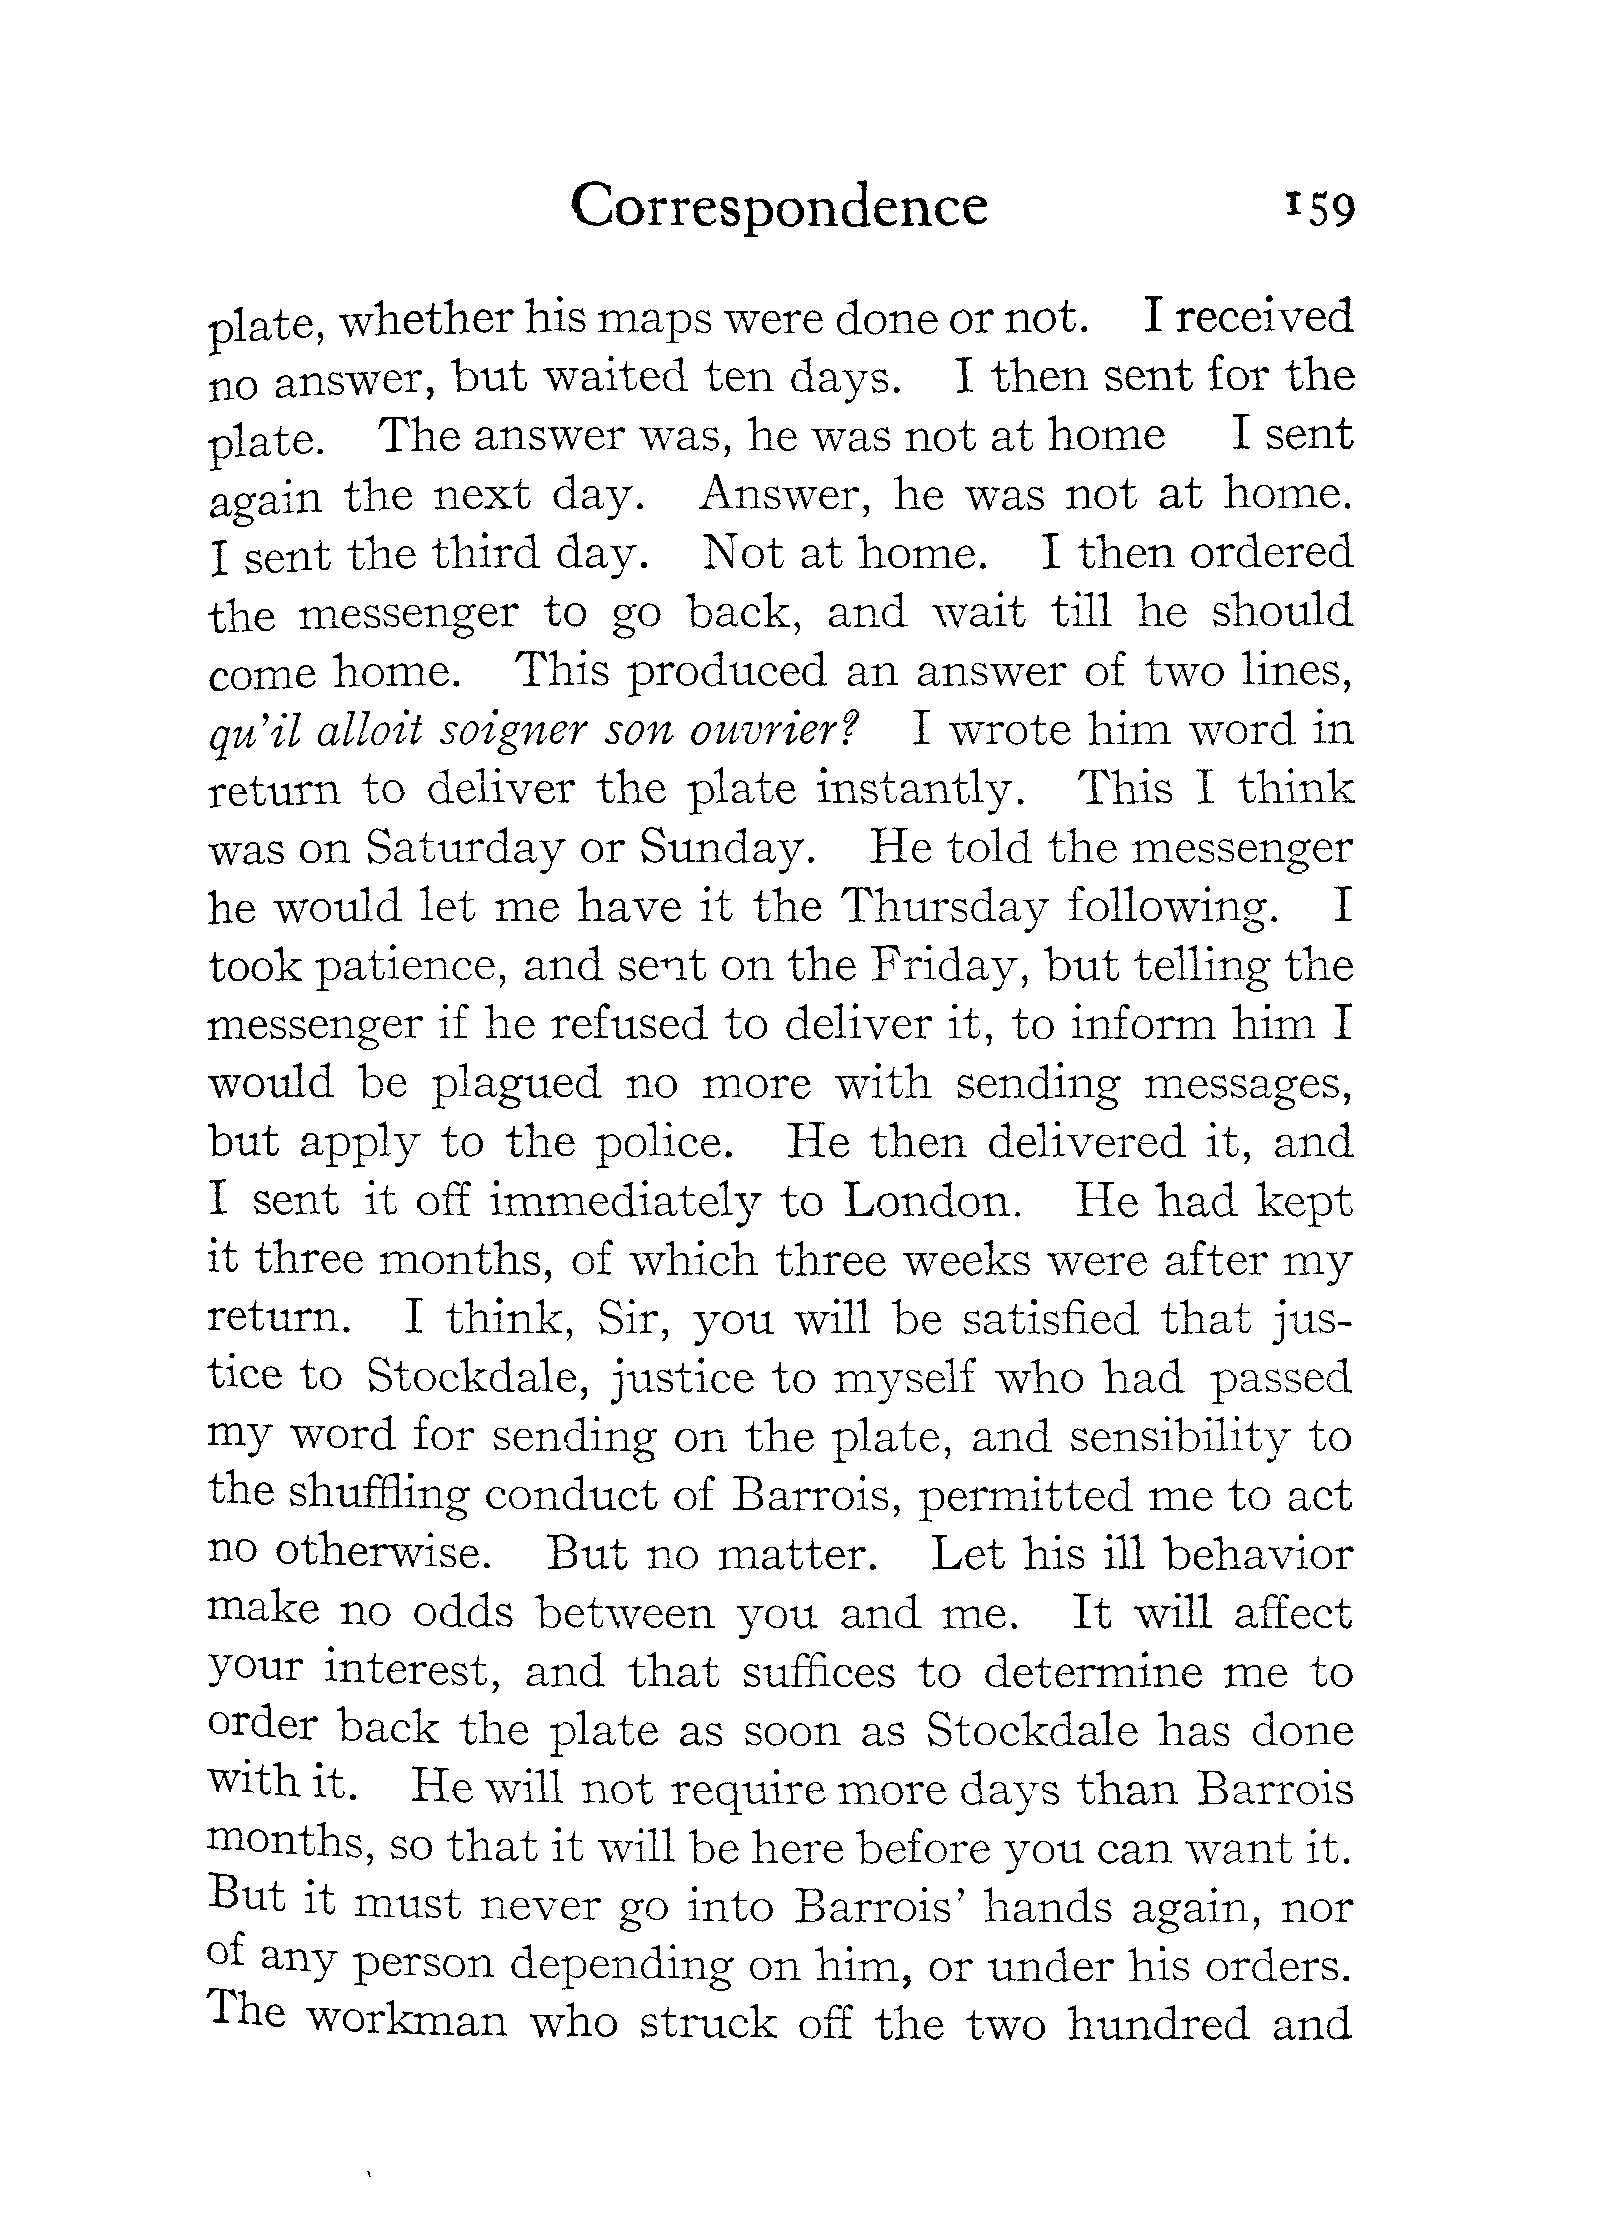 Correspondence 159
plate, whether his maps were done or not. I received
no answer, but waited ten days. I then sent for the
plate. The answer was, he was not at home I sent
again the next day. Answer, he was not at home.
I sent the third day. Not at home. I then ordered
the messenger to go back, and wait till he should
come home. This produced an answer of two lines,
qu'il alloit soigner son ouvrier? I wrote him word in
return to deliver the plate instantly. This I think
was on Saturday or Sunday. He told the messenger
he would let me have it the Thursday following. I
took patience, and sent on the Friday, but telling the
messenger if he refused to deliver it, to inform him I
would be plagued no more with sending messages,
but apply to the police. He then delivered it, and
I sent it off immediately to London. He had kept
it three months, of which three weeks were after my
return. I think, Sir, you will be satisfied that jus-
tice to Stockdale, justice to myself who had passed
my word for sending on the plate, and sensibility to
the shuffling conduct of Barrois, permitted me to act
no otherwise. But no matter. Let his ill behavior
make no odds between you and me. It will affect
your interest, and that suffices to determine me to
order back the plate as soon as Stockdale has done
with it. He will not require more days than Barrois
months, so that it will be here before you can want it.
But it must never go into Barrois' hands again, nor
of any person depending on him, or under his orders.
The workman who struck off the two hundred and